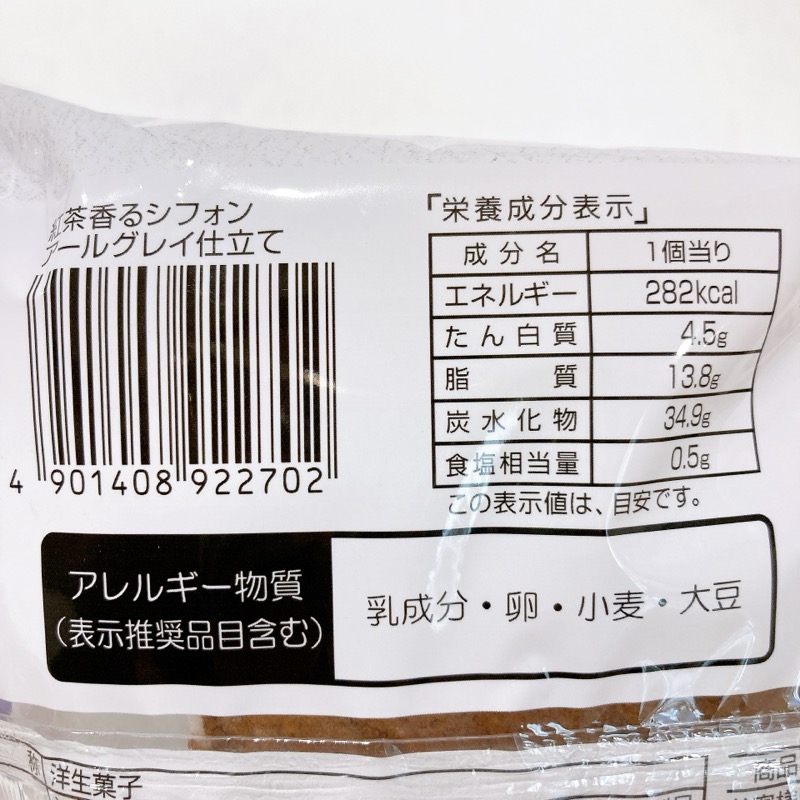 紅茶香るシフォン
アールグレイ仕立て
4 901408 922702
「栄養成分表示」
成分名 1個当り
エネルギー 282kcal
たん白質 4.5g
脂質 13.8g
炭水化物 34.9g
食塩相当量 0.5g
この表示値は、目安です。
アレルギー物質
(表示推奨品目含む)
乳成分・卵・小麦・大豆
称 洋生菓子
商品